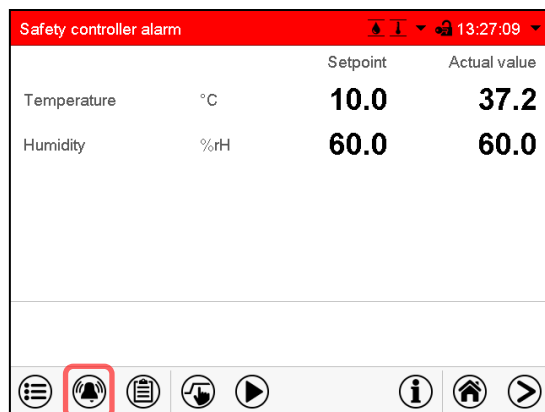 Safety controller alarm 13:27:09
Setpoint Actual value
Temperature °C 10.0 37.2
Humidity %rH 60.0 60.0